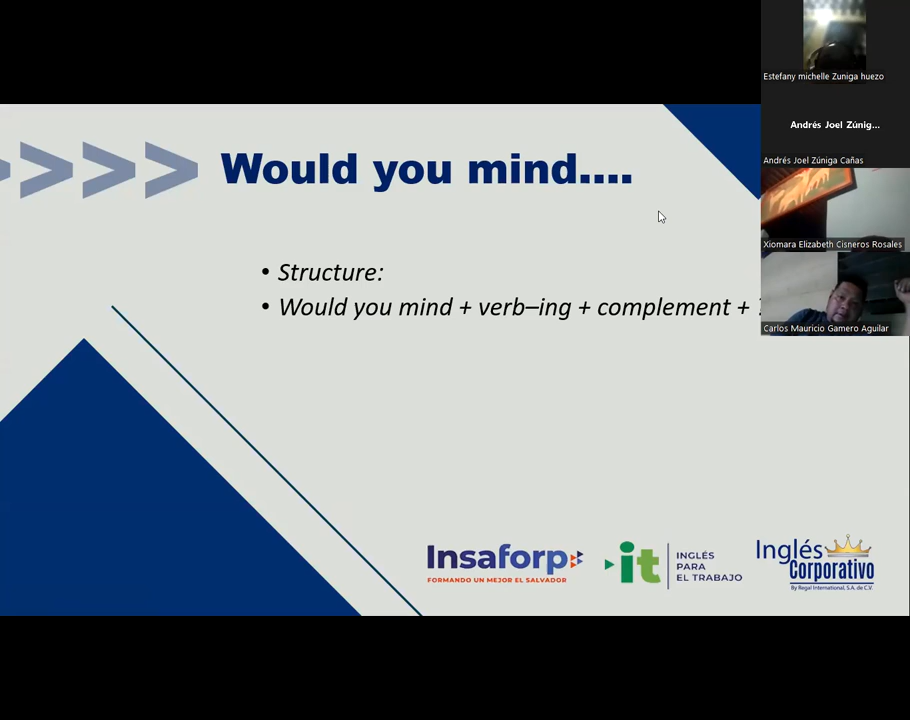 Would you mind....
• Structure:
• Would you mind + verb–ing + complement + ?
Estefany michelle Zuniga huezo
Andrés Joel Zúnig...
Andrés Joel Zúñiga Cañas
Xiomara Elizabeth Cisneros Rosales
Carlos Mauricio Gamero Aguilar
Insaforp
FORMANDO UN MEJOR EL SALVADOR
it
INGLÉS
PARA
EL TRABAJO
Inglés
Corporativo
By Regal International, S.A. de C.V.